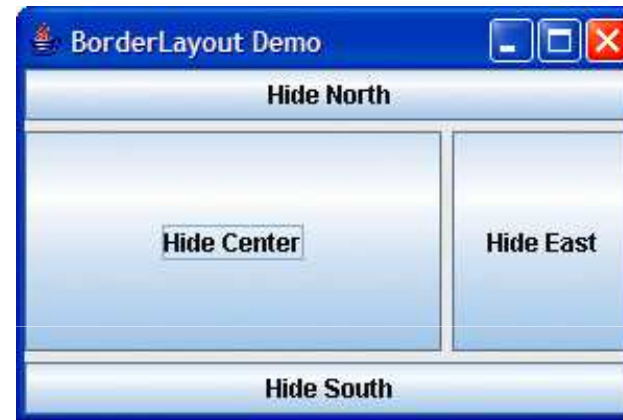 BorderLayout Demo
Hide North
Hide Center
Hide East
Hide South